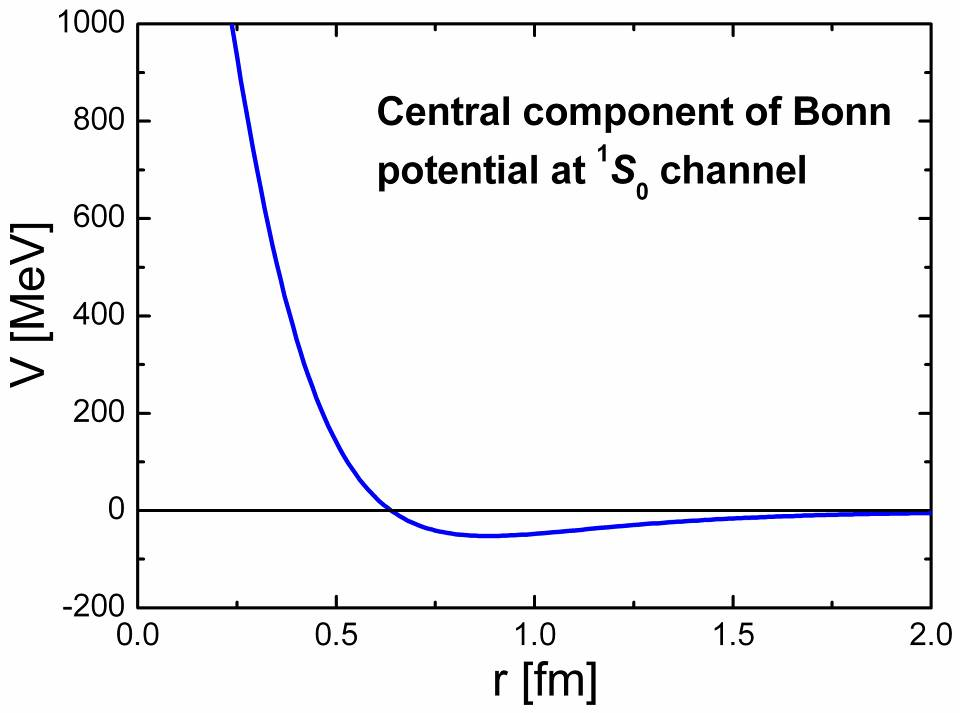 1000
800
600
400
200
0
-200
V [MeV]
Central component of Bonn
potential at ¹S₀ channel
0.0 0.5 1.0 1.5 2.0
r [fm]